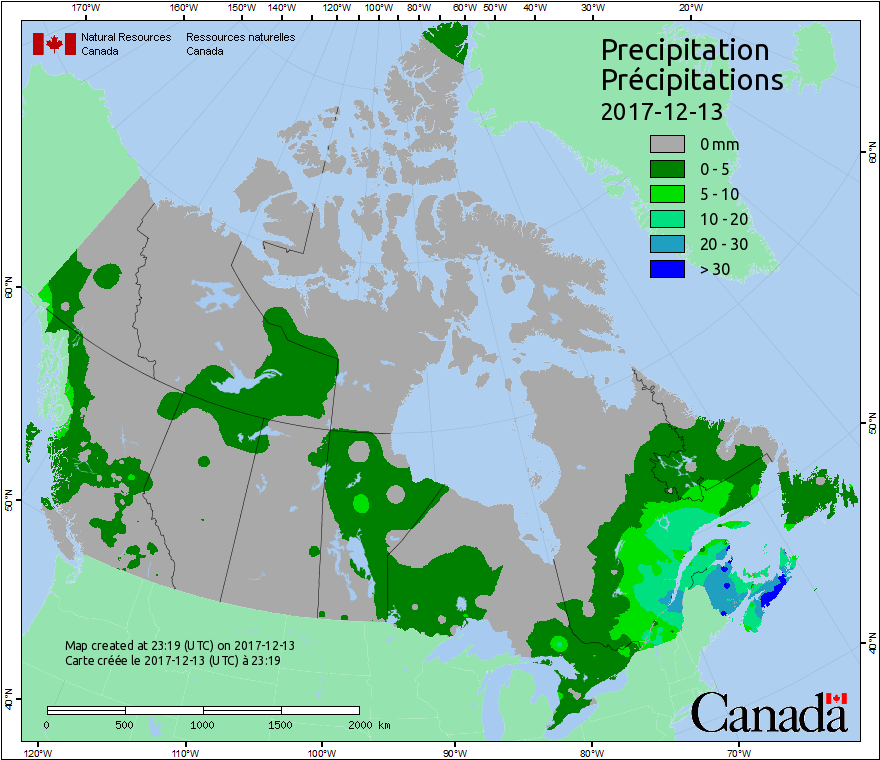 170°W 160°W 150°W 140°W 130°W 120°W 110°W 100°W 90°W 80°W 60°W 50°W 40°W 30°W 20°W
Natural Resources Canada
Ressources naturelles Canada
Precipitation
Précipitations
2017-12-13
0 mm
0 - 5
5 - 10
10 - 20
20 - 30
> 30
60°N
60°N
50°N
50°N
40°N
40°N
Map created at 23:19 (UTC) on 2017-12-13
Carte créée le 2017-12-13 (UTC) à 23:19
0 500 1000 1500 2000 km
Canada
120°W 110°W 100°W 90°W 80°W 70°W